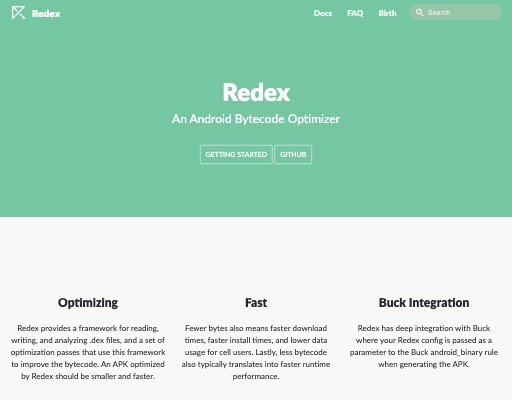 Redex
Docs FAQ Birth Search
Redex
An Android Bytecode Optimizer
GETTING STARTED GITHUB
Optimizing
Redex provides a framework for reading,
writing, and analyzing .dex files, and a set of
optimization passes that use this framework
to improve the bytecode. An APK optimized
by Redex should be smaller and faster.
Fast
Fewer bytes also means faster download
times, faster install times, and lower data
usage for cell users. Lastly, less bytecode
also typically translates into faster runtime
performance.
Buck Integration
Redex has deep integration with Buck
where your Redex config is passed as a
parameter to the Buck android_binary rule
when generating the APK.